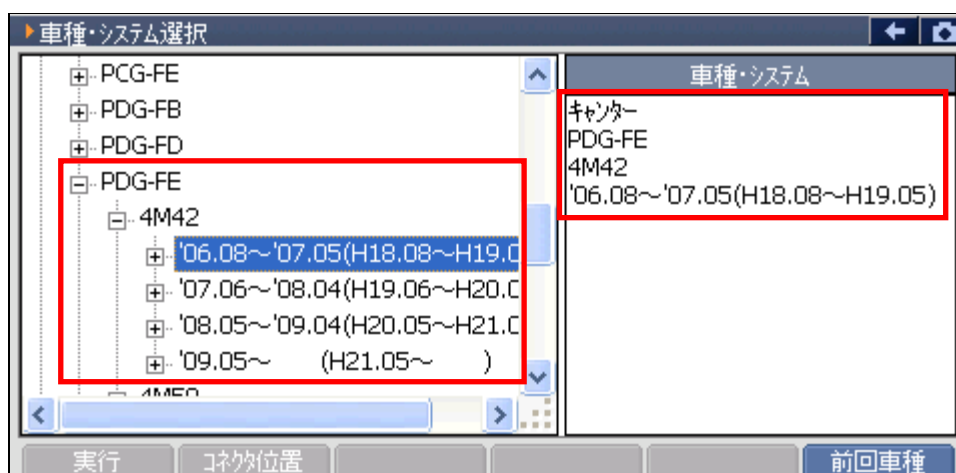 車種･ｼｽﾃﾑ選択
PCG-FE
PDG-FB
PDG-FD
PDG-FE
4M42
'06.08～'07.05(H18.08～H19.0
'07.06～'08.04(H19.06～H20.0
'08.05～'09.04(H20.05～H21.0
'09.05～　　(H21.05～　　)
車種･ｼｽﾃﾑ
ｷｬﾝﾀｰ
PDG-FE
4M42
'06.08～'07.05(H18.08～H19.05)
実行
ｺﾈｸﾀ位置
前回車種